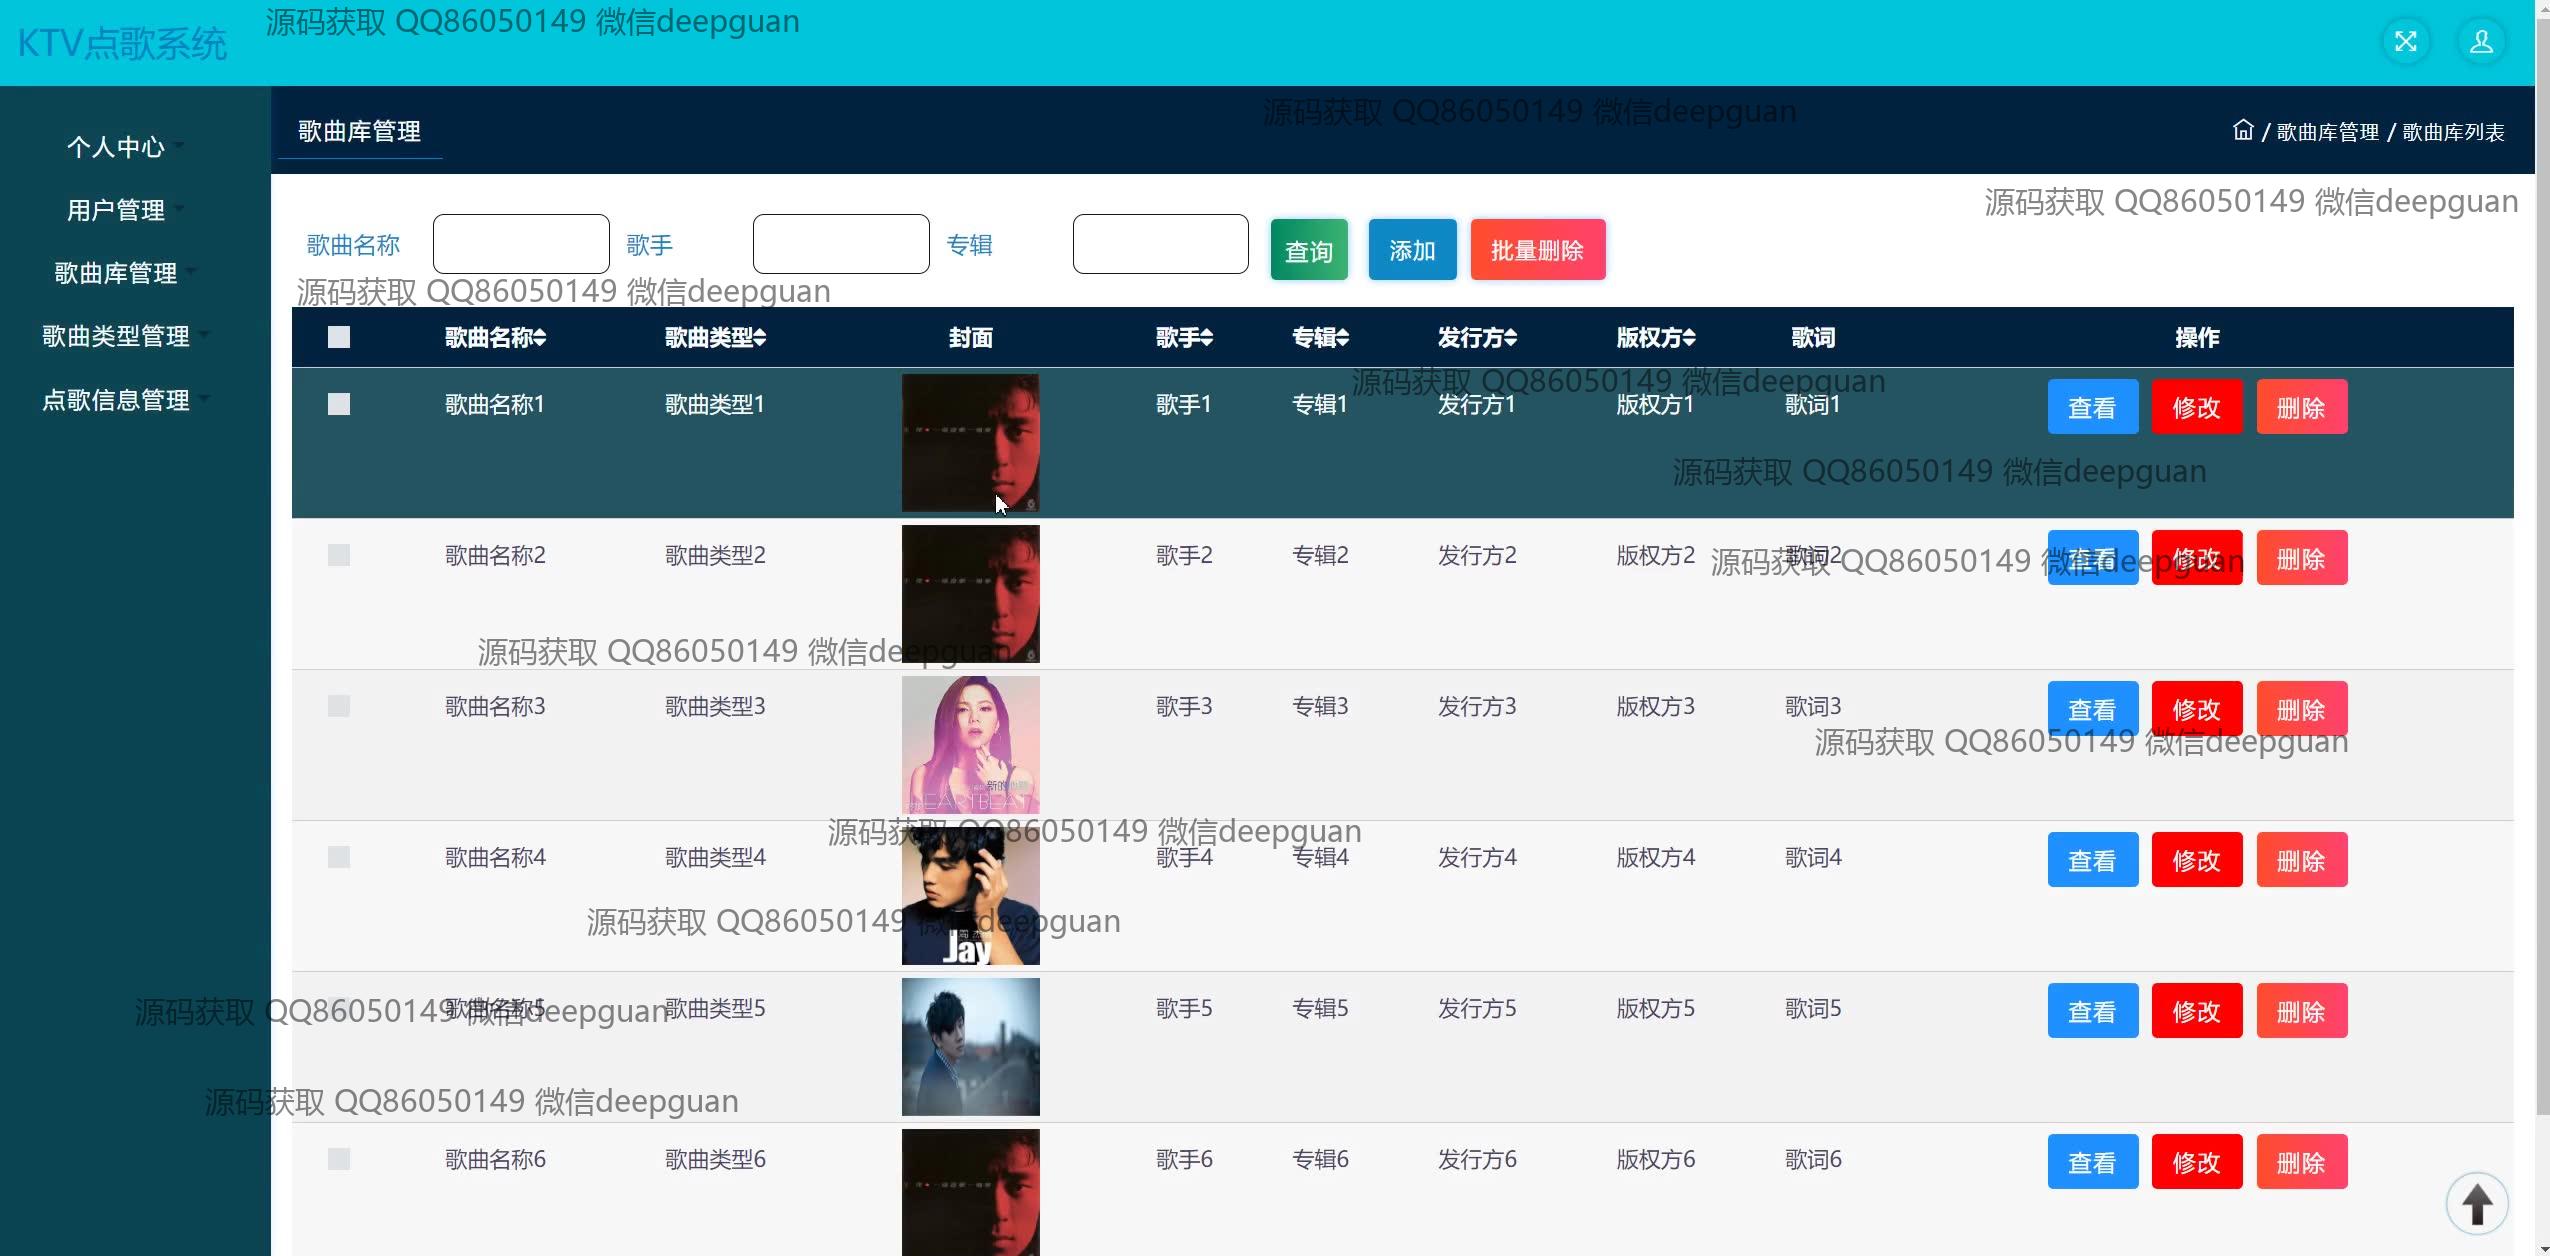 KTV点歌系统
源码获取 QQ86050149 微信deepguan
源码获取 QQ86050149 微信deepguan
歌曲库管理
/ 歌曲库管理 / 歌曲库列表
个人中心
用户管理
歌曲库管理
歌曲类型管理
点歌信息管理
源码获取 QQ86050149 微信deepguan
歌曲名称 歌手 专辑 查询 添加 批量删除
源码获取 QQ86050149 微信deepguan
歌曲名称 歌曲类型 封面 歌手 专辑 发行方 版权方 歌词 操作
源码获取 QQ86050149 微信deepguan
歌曲名称1 歌曲类型1 歌手1 专辑1 发行方1 版权方1 歌词1 查看 修改 删除
源码获取 QQ86050149 微信deepguan
歌曲名称2 歌曲类型2 歌手2 专辑2 发行方2 版权方2 歌词2 查看 修改 删除
源码获取 QQ86050149 微信deepguan
源码获取 QQ86050149 微信deepguan
歌曲名称3 歌曲类型3 歌手3 专辑3 发行方3 版权方3 歌词3 查看 修改 删除
源码获取 QQ86050149 微信deepguan
HEARTBEAT
源码获取 QQ86050149 微信deepguan
歌曲名称4 歌曲类型4 歌手4 专辑4 发行方4 版权方4 歌词4 查看 修改 删除
源码获取 QQ86050149 微信deepguan
Jay
歌曲名称5 歌曲类型5 歌手5 专辑5 发行方5 版权方5 歌词5 查看 修改 删除
源码获取 QQ86050149 微信deepguan
源码获取 QQ86050149 微信deepguan
歌曲名称6 歌曲类型6 歌手6 专辑6 发行方6 版权方6 歌词6 查看 修改 删除